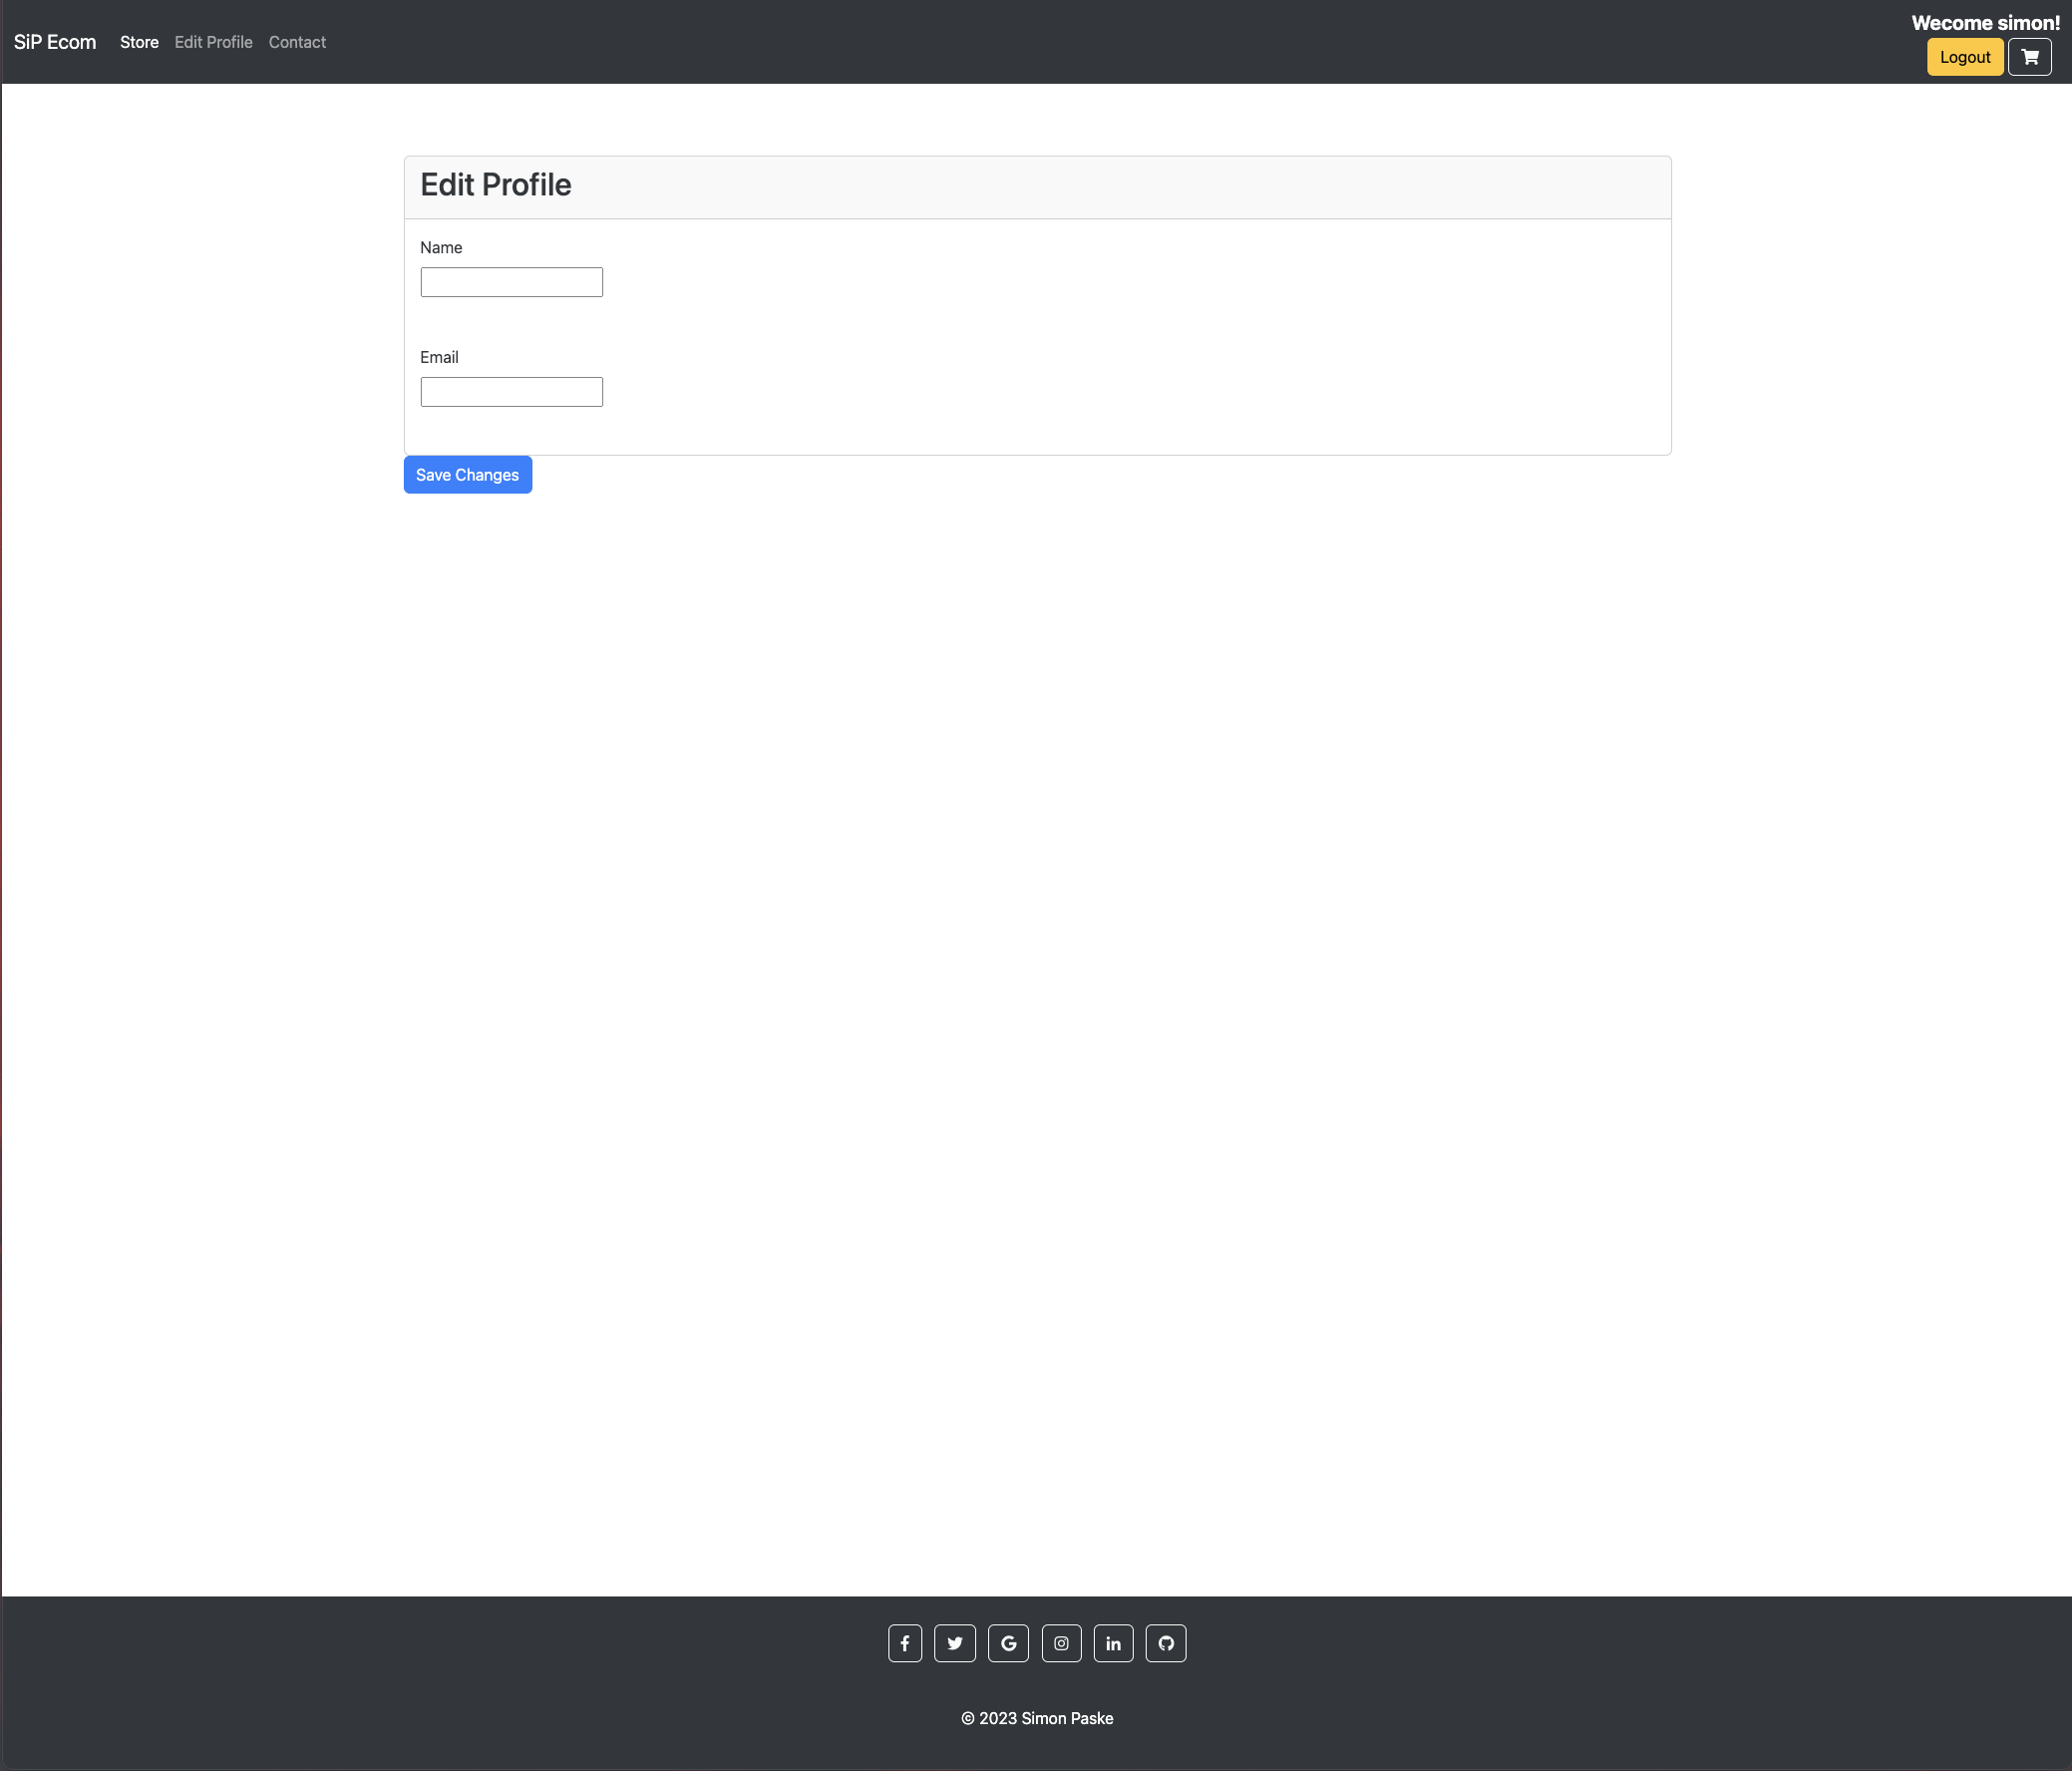 SiP Ecom Store Edit Profile Contact
Wecome simon!
Logout
Edit Profile
Name
Email
Save Changes
© 2023 Simon Paske